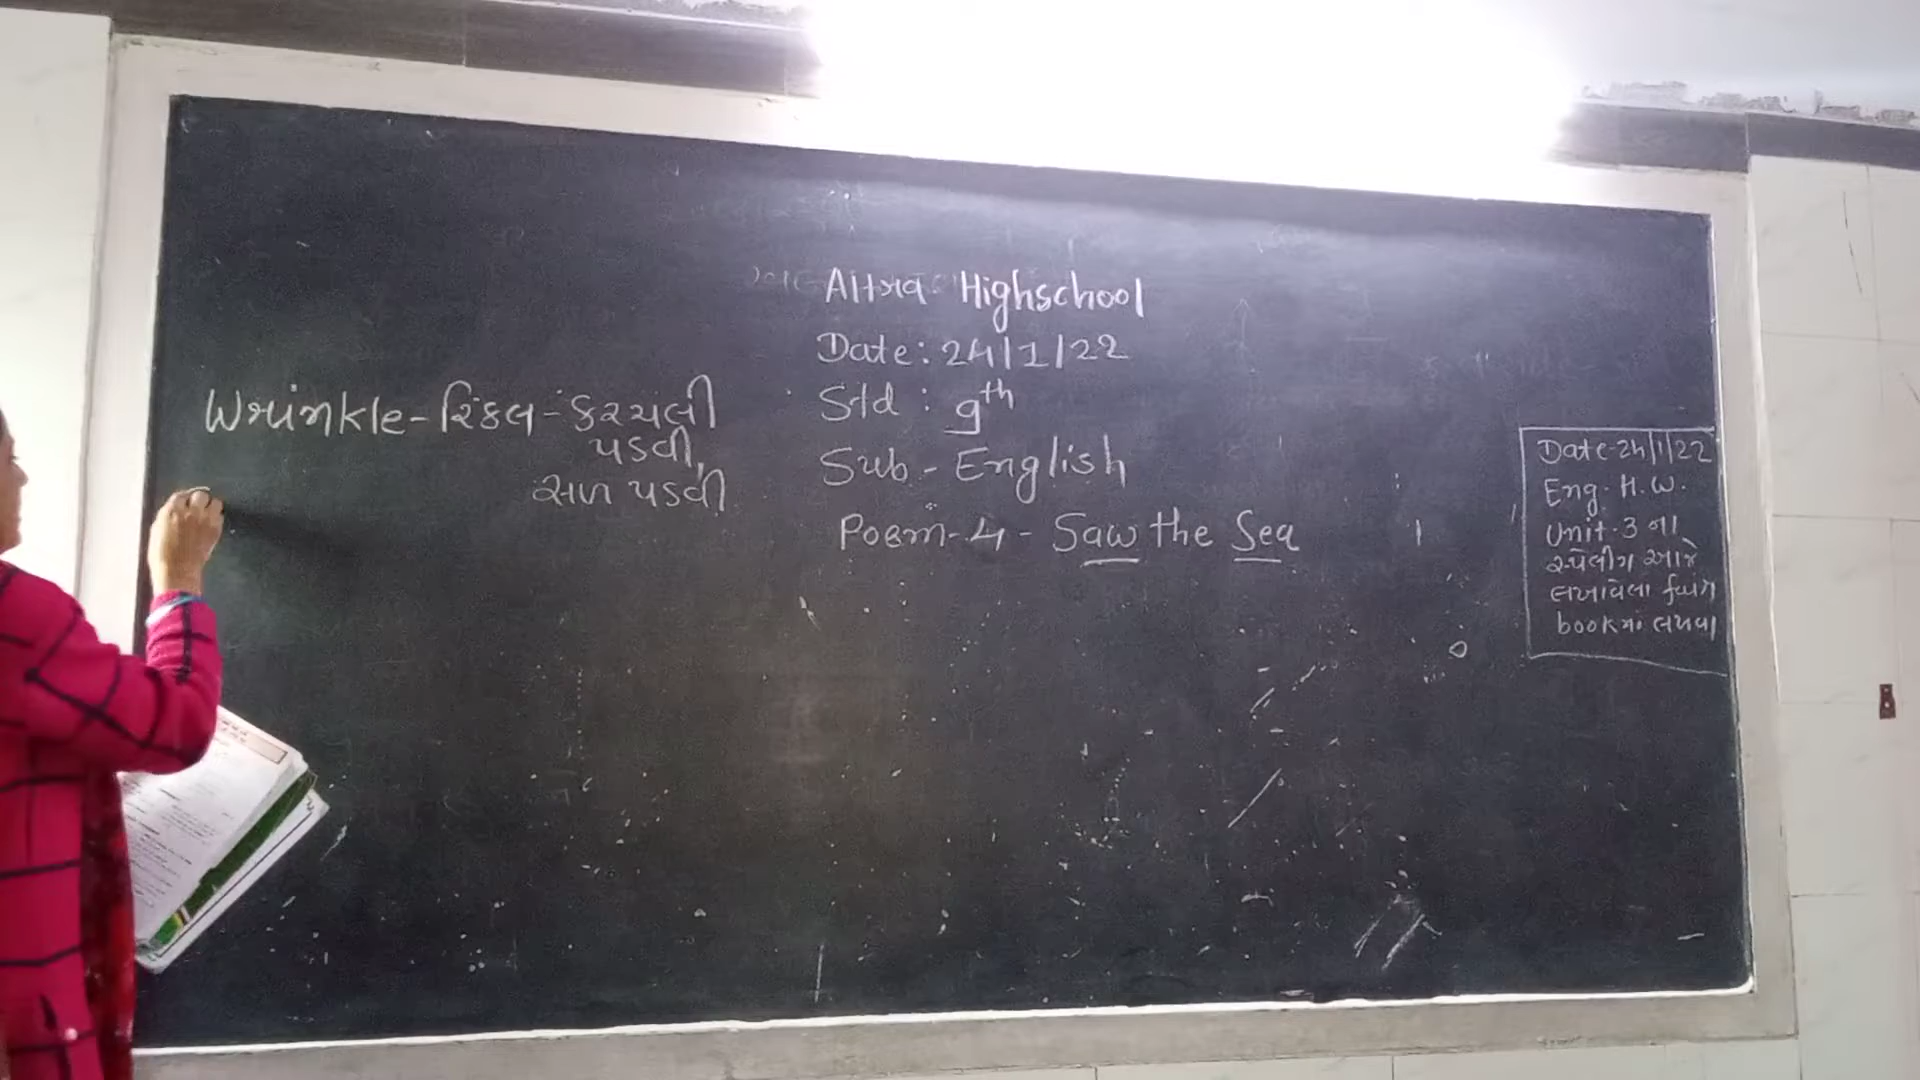 Highschool
Date: 24/1/22
Std : 9th
Sub - English
Poem-4 - Saw the Sea
Wrinkle - રિંકલ - કરચલી
પડવી,
સળ પડવી
Date-24/1/22
Eng. H.W.
Unit-3 ના
સ્પેલીંગ આજે
લખાવેલા
bookમાં લખવા